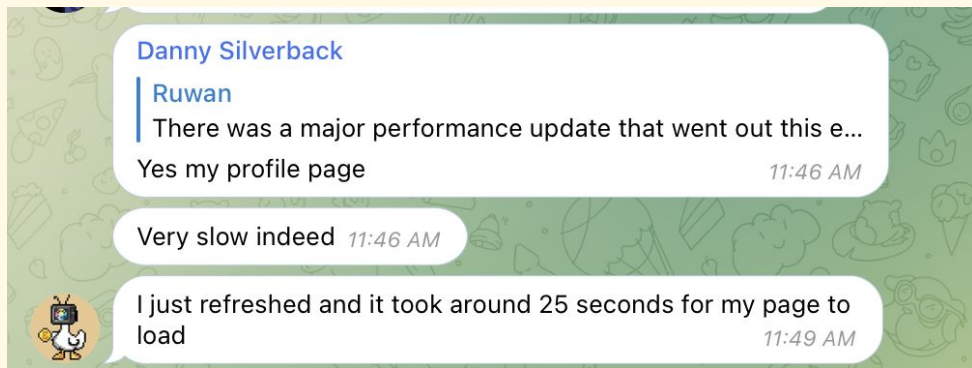 Danny Silverback
Ruwan
There was a major performance update that went out this e...
Yes my profile page
11:46 AM
Very slow indeed 11:46 AM
I just refreshed and it took around 25 seconds for my page to
load
11:49 AM